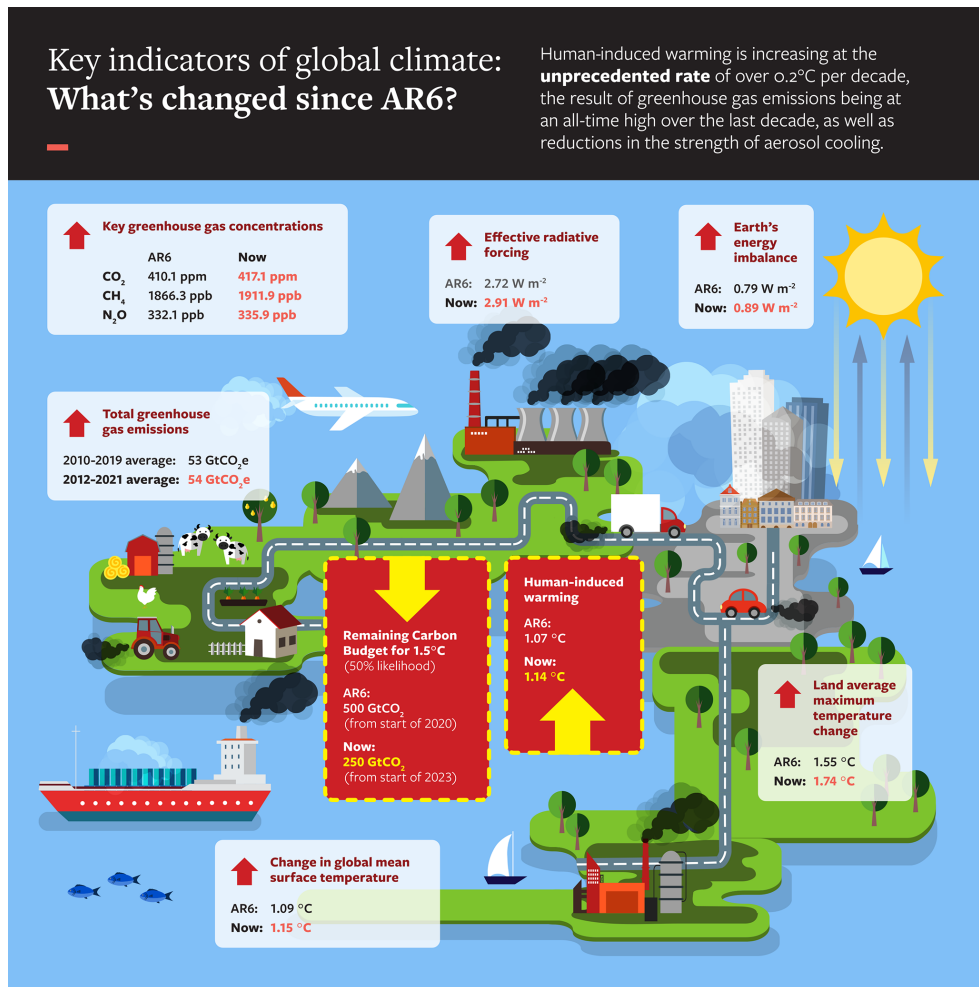 Key indicators of global climate:
What's changed since AR6?
Human-induced warming is increasing at the
unprecedented rate of over 0.2°C per decade,
the result of greenhouse gas emissions being at
an all-time high over the last decade, as well as
reductions in the strength of aerosol cooling.
Key greenhouse gas concentrations
AR6 Now
CO₂ 410.1 ppm 417.1 ppm
CH₄ 1866.3 ppb 1911.9 ppb
N₂O 332.1 ppb 335.9 ppb
Effective radiative
forcing
AR6: 2.72 W m⁻²
Now: 2.91 W m⁻²
Earth's
energy
imbalance
AR6: 0.79 W m⁻²
Now: 0.89 W m⁻²
Total greenhouse
gas emissions
2010-2019 average: 53 GtCO₂e
2012-2021 average: 54 GtCO₂e
Remaining Carbon
Budget for 1.5°C
(50% likelihood)
AR6:
500 GtCO₂
(from start of 2020)
Now:
250 GtCO₂
(from start of 2023)
Human-induced
warming
AR6:
1.07 °C
Now:
1.14 °C
Land average
maximum
temperature
change
AR6: 1.55 °C
Now: 1.74 °C
Change in global mean
surface temperature
AR6: 1.09 °C
Now: 1.15 °C